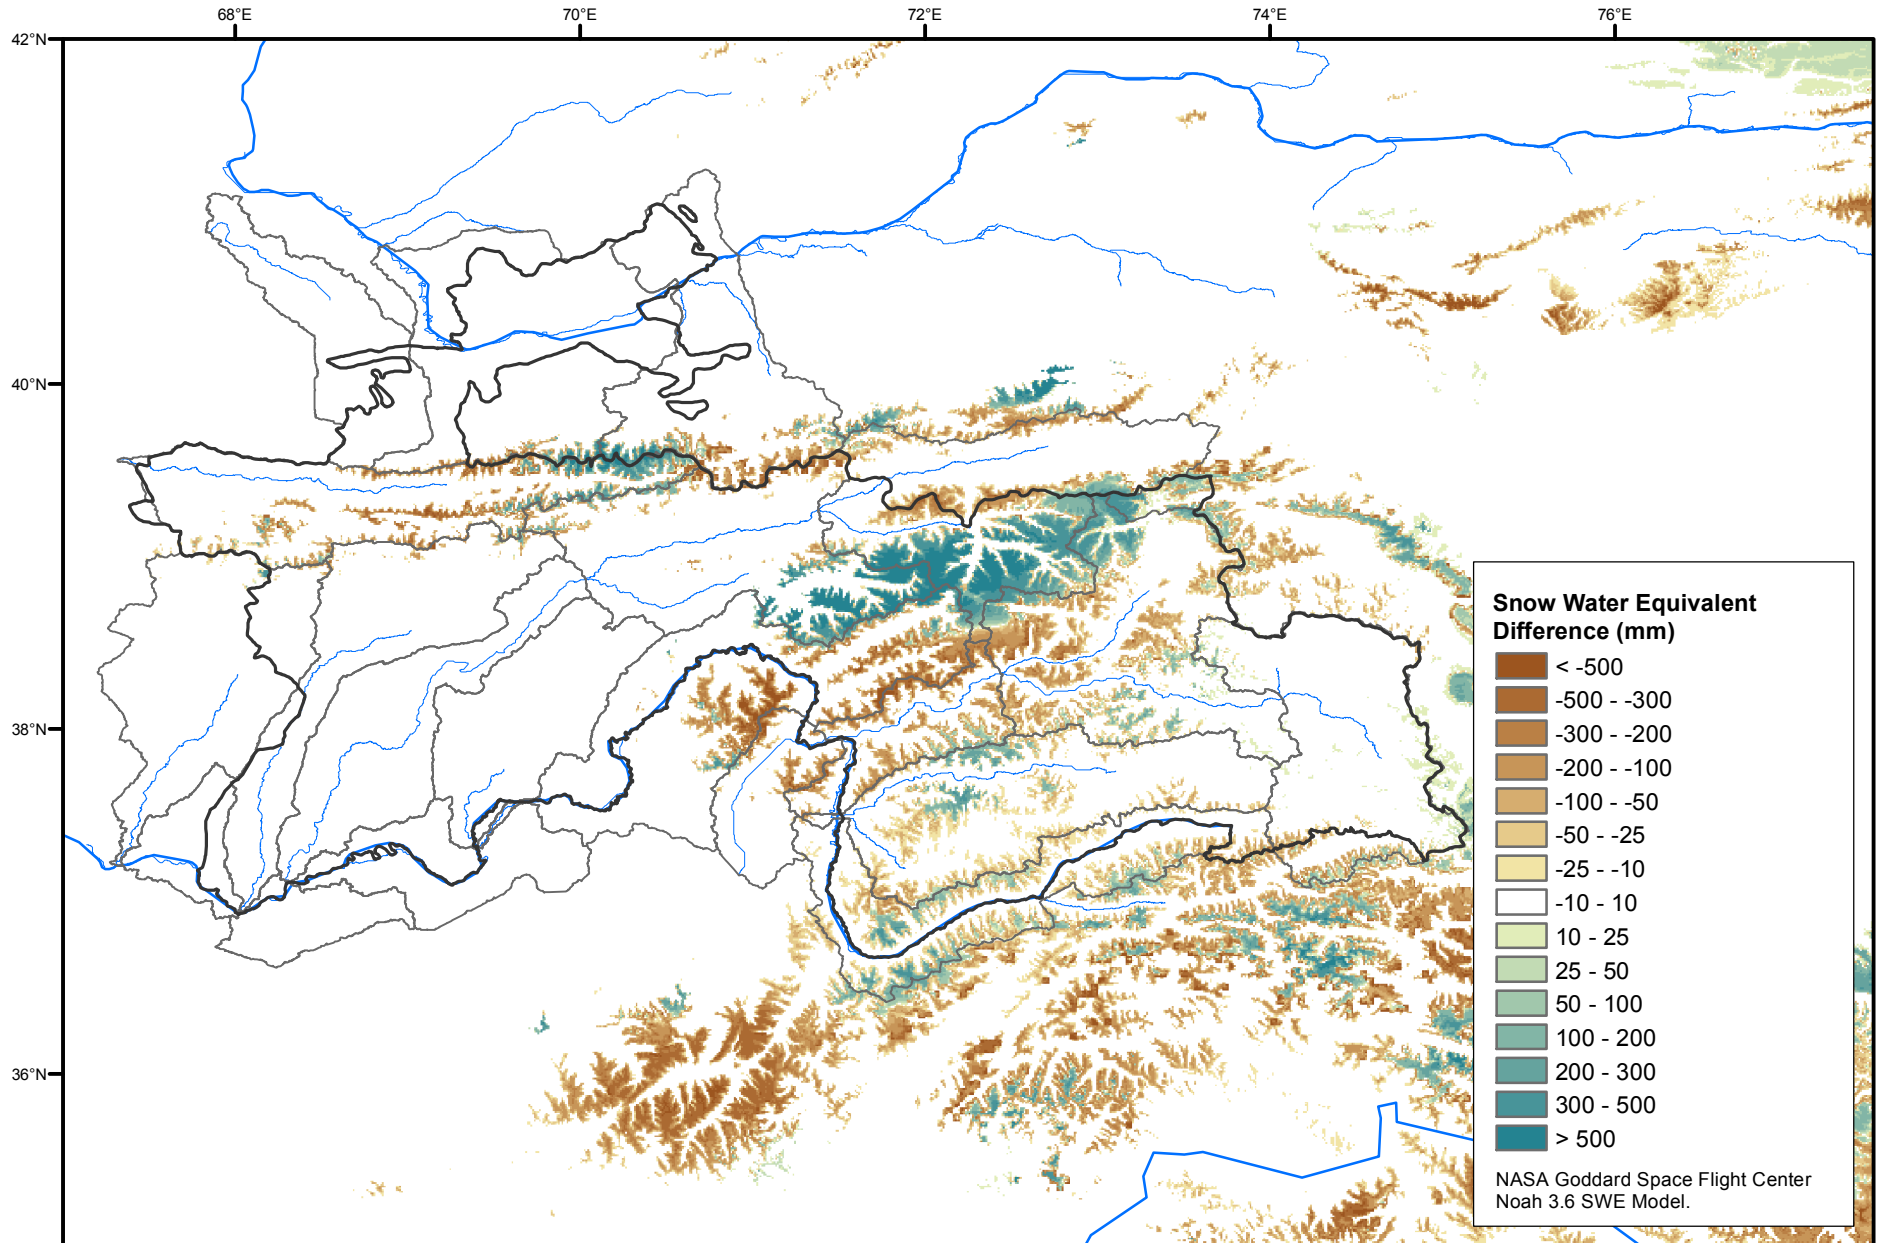 68°E 70°E 72°E 74°E 76°E
42°N
40°N
38°N
36°N
Snow Water Equivalent
Difference (mm)
< -500
-500 - -300
-300 - -200
-200 - -100
-100 - -50
-50 - -25
-25 - -10
-10 - 10
10 - 25
25 - 50
50 - 100
100 - 200
200 - 300
300 - 500
> 500
NASA Goddard Space Flight Center
Noah 3.6 SWE Model.